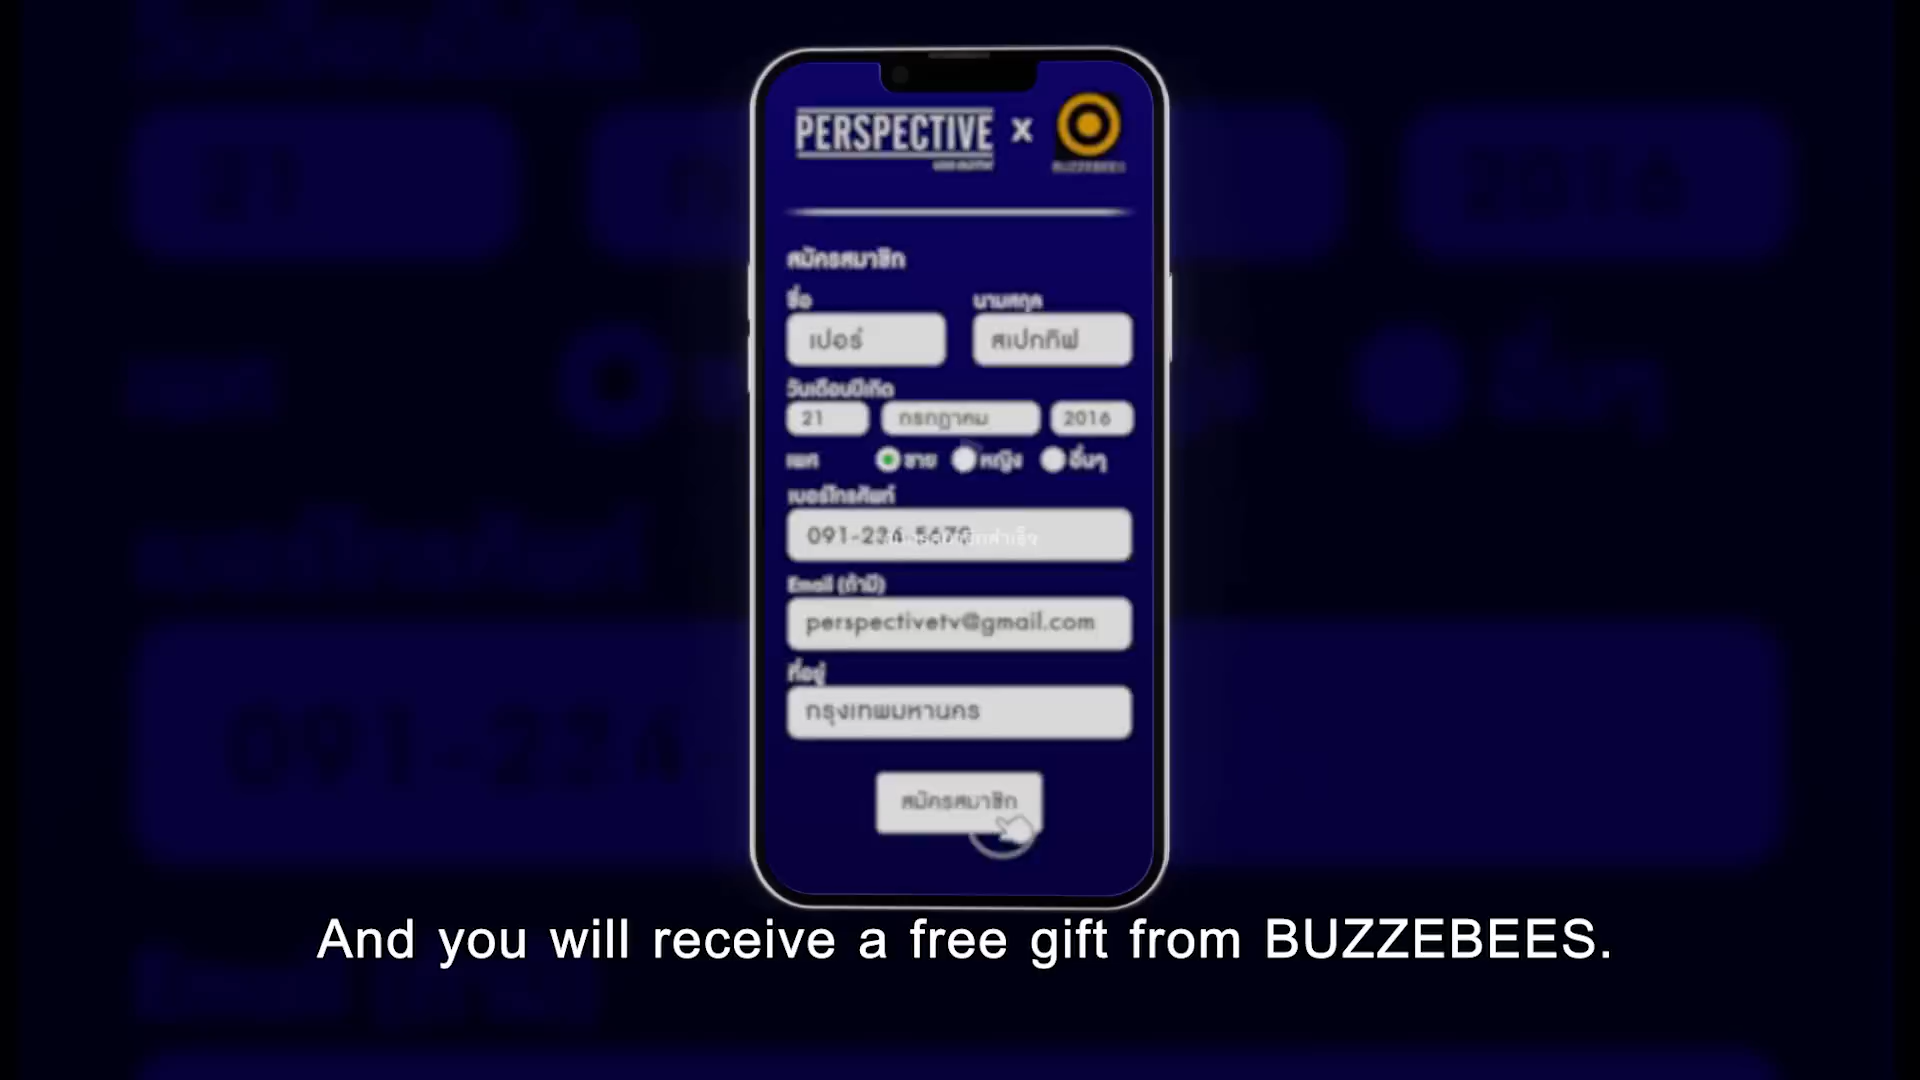 PERSPECTIVE X
BUZZEBEES
สมัครสมาชิก
ชื่อ นามสกุล
เปอร์ สเปกทิฟ
วันเดือนปีเกิด
21 กรกฎาคม 2016
เพศ ชาย หญิง อื่นๆ
เบอร์โทรศัพท์
091-224-5678
Email (ถ้ามี)
perspectivetv@gmail.com
ที่อยู่
กรุงเทพมหานคร
สมัครสมาชิก
And you will receive a free gift from BUZZEBEES.